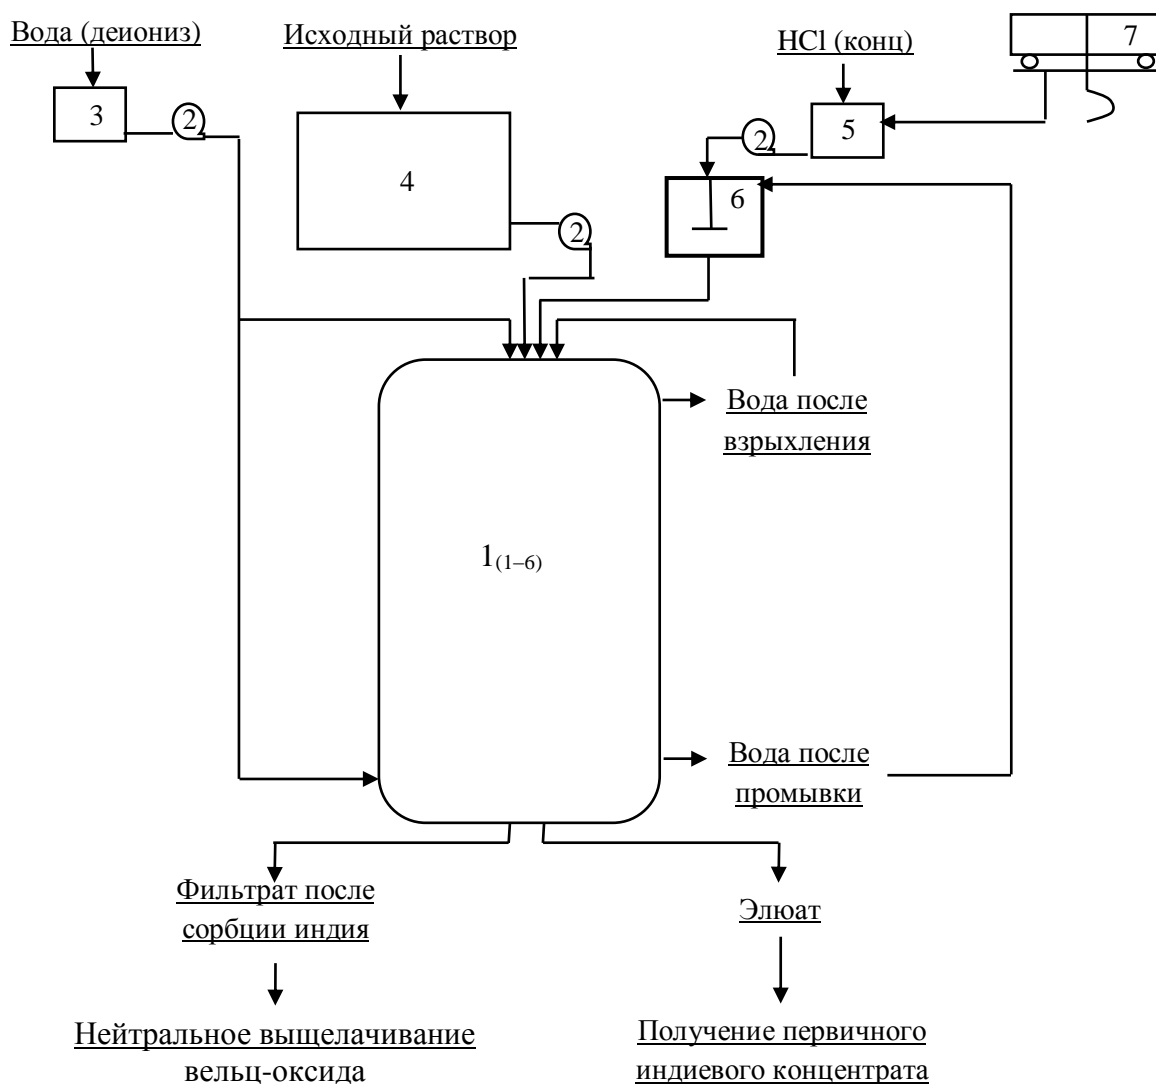 Вода (деиониз)
Исходный раствор
HCl (конц)
7
3
2
4
2
2
5
6
Вода после
взрыхления
1(1–6)
Вода после
промывки
Фильтрат после
сорбции индия
Элюат
Нейтральное выщелачивание
вельц-оксида
Получение первичного
индиевого концентрата